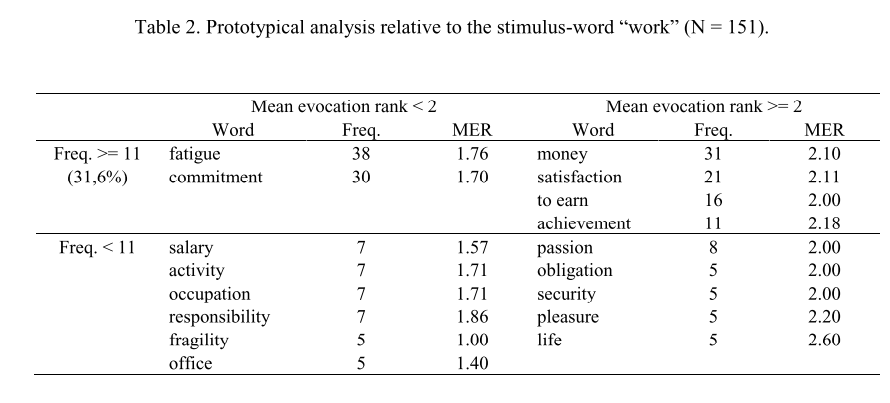 Table 2. Prototypical analysis relative to the stimulus-word “work” (N = 151).
Mean evocation rank < 2 Mean evocation rank >= 2
Word Freq. MER Word Freq. MER
Freq. >= 11 fatigue 38 1.76 money 31 2.10
(31,6%) commitment 30 1.70 satisfaction 21 2.11
to earn 16 2.00
achievement 11 2.18
Freq. < 11 salary 7 1.57 passion 8 2.00
activity 7 1.71 obligation 5 2.00
occupation 7 1.71 security 5 2.00
responsibility 7 1.86 pleasure 5 2.20
fragility 5 1.00 life 5 2.60
office 5 1.40